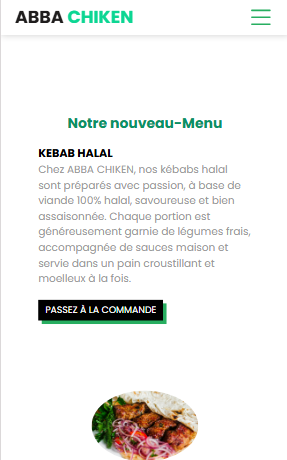 ABBA CHIKEN
Notre nouveau-Menu
KEBAB HALAL
Chez ABBA CHIKEN, nos kébabs halal
sont préparés avec passion, à base de
viande 100% halal, savoureuse et bien
assaisonnée. Chaque portion est
généreusement garnie de légumes frais,
accompagnée de sauces maison et
servie dans un pain croustillant et
moelleux à la fois.
PASSEZ À LA COMMANDE